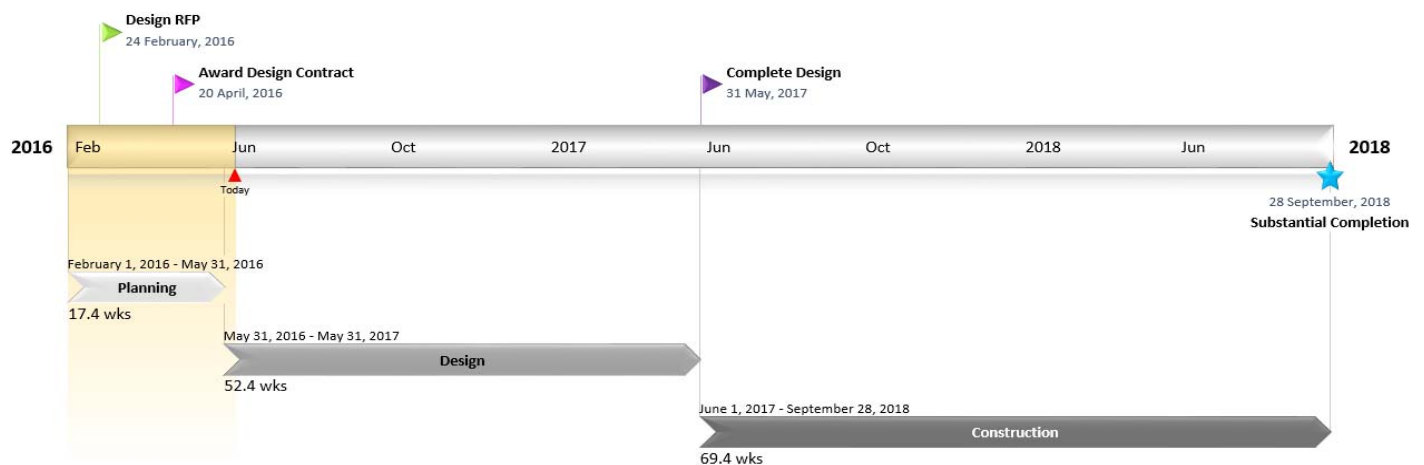 Design RFP
24 February, 2016
Award Design Contract
20 April, 2016
Complete Design
31 May, 2017
2016 Feb Jun Oct 2017 Jun Oct 2018 Jun 2018
Today
28 September, 2018
Substantial Completion
February 1, 2016 - May 31, 2016
Planning
17.4 wks
May 31, 2016 - May 31, 2017
Design
52.4 wks
June 1, 2017 - September 28, 2018
Construction
69.4 wks